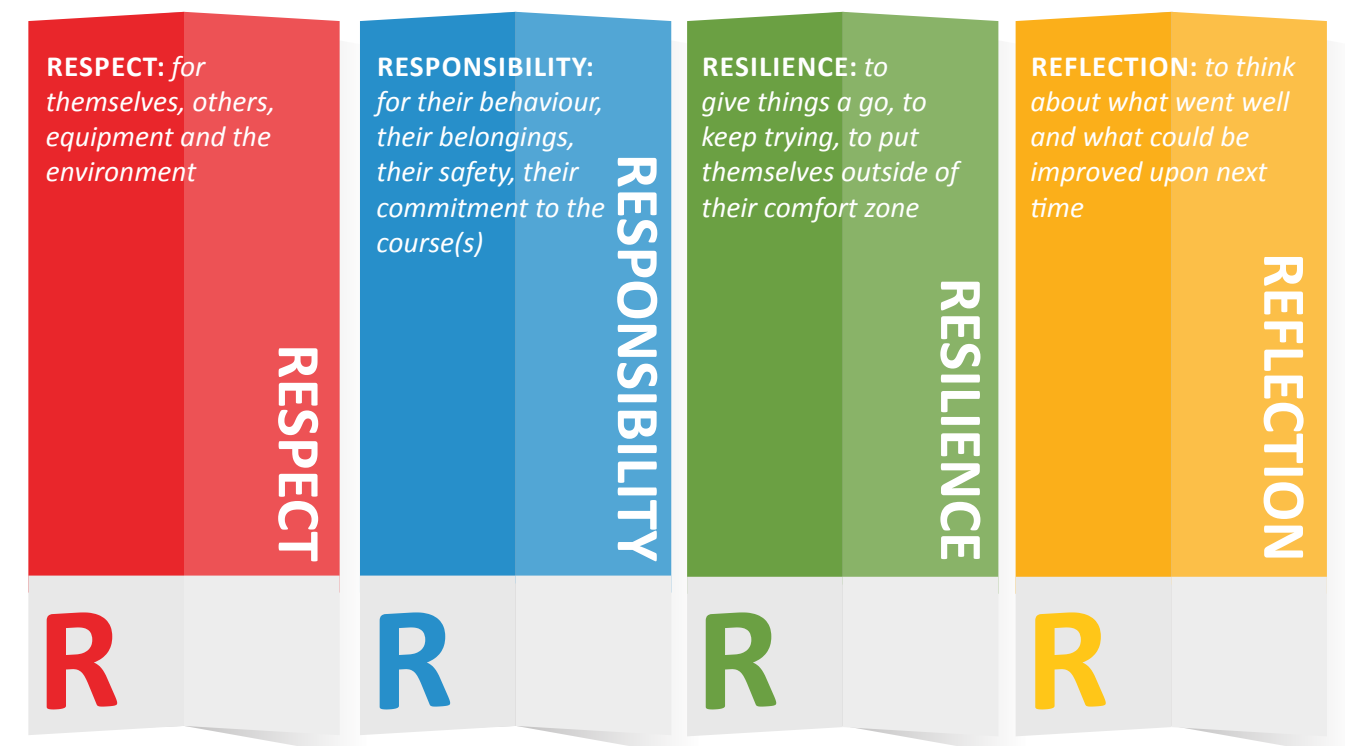 RESPECT: for
themselves, others,
equipment and the
environment
RESPECT
R
RESPONSIBILITY:
for their behaviour,
their belongings,
their safety, their
commitment to the
course(s)
RESPONSIBILITY
R
RESILIENCE: to
give things a go, to
keep trying, to put
themselves outside of
their comfort zone
RESILIENCE
R
REFLECTION: to think
about what went well
and what could be
improved upon next
time
REFLECTION
R